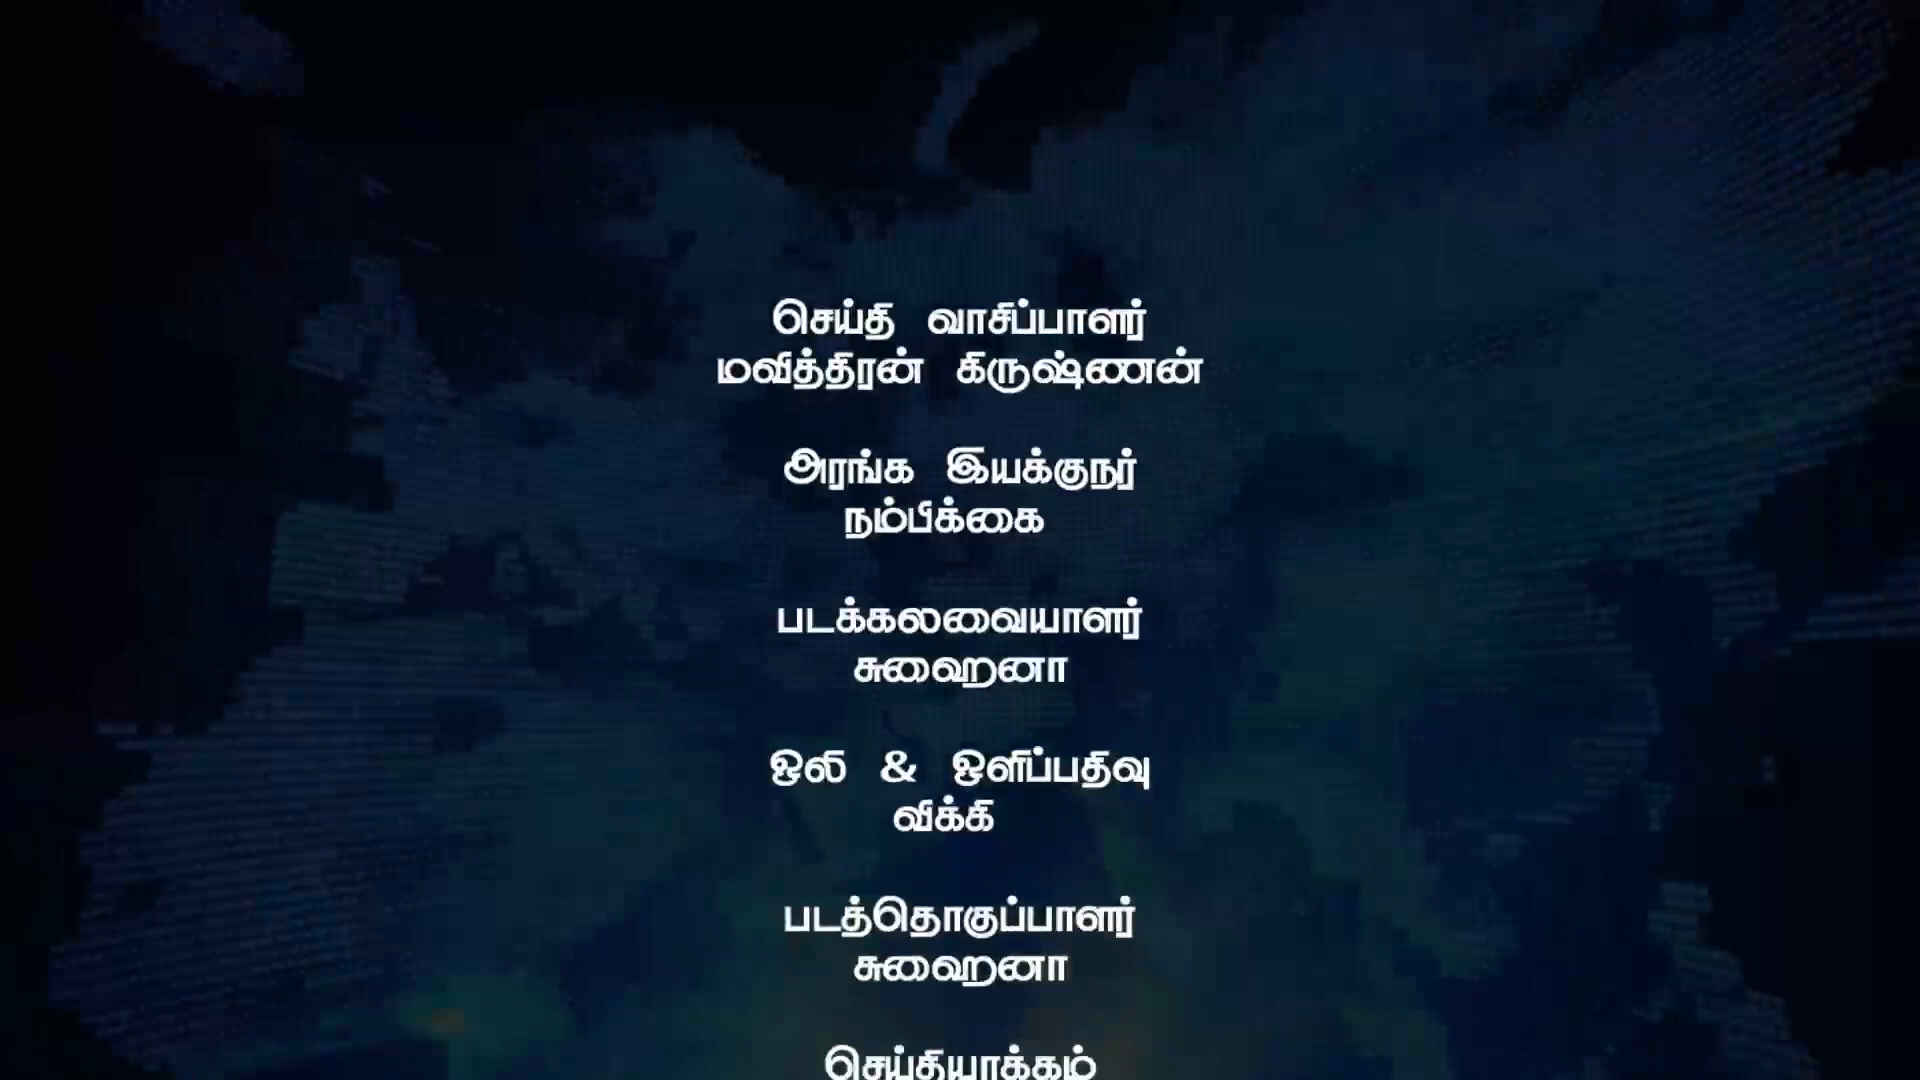 செய்தி வாசிப்பாளர்
மவித்திரன் கிருஷ்ணன்
அரங்க இயக்குநர்
நம்பிக்கை
படக்கலவையாளர்
சுஹைனா
ஒலி & ஒளிப்பதிவு
விக்கி
படத்தொகுப்பாளர்
சுஹைனா
செய்தியாக்கம்